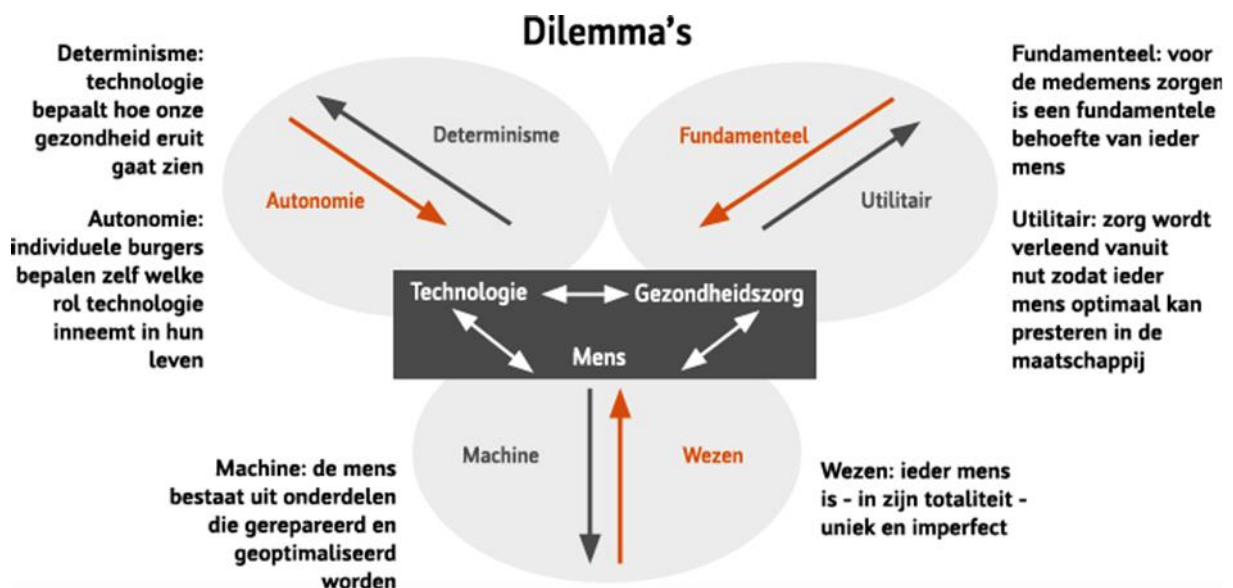 Dilemma's
Determinisme:
technologie
bepaalt hoe onze
gezondheid eruit
gaat zien
Autonomie:
individuele burgers
bepalen zelf welke
rol technologie
inneemt in hun
leven
Determinisme
Autonomie
Fundamenteel
Utilitair
Fundamenteel: voor
de medemens zorgen
is een fundamentele
behoefte van ieder
mens
Utilitair: zorg wordt
verleend vanuit
nut zodat ieder
mens optimaal kan
presteren in de
maatschappij
Technologie
Gezondheidszorg
Mens
Machine
Wezen
Machine: de mens
bestaat uit onderdelen
die gerepareerd en
geoptimaliseerd
worden
Wezen: ieder mens
is - in zijn totaliteit -
uniek en imperfect